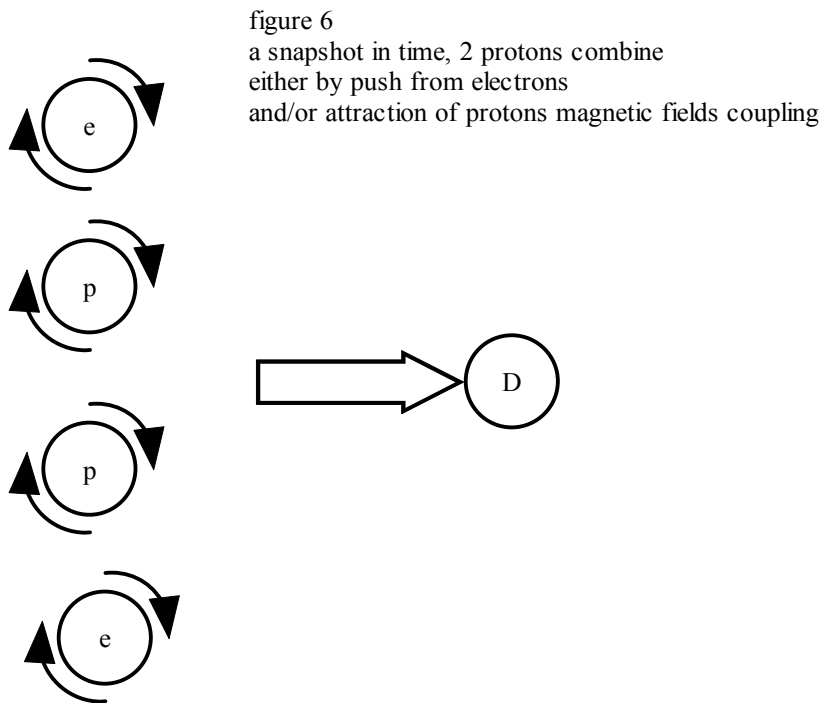 figure 6
a snapshot in time, 2 protons combine
either by push from electrons
and/or attraction of protons magnetic fields coupling
e
p
D
p
e